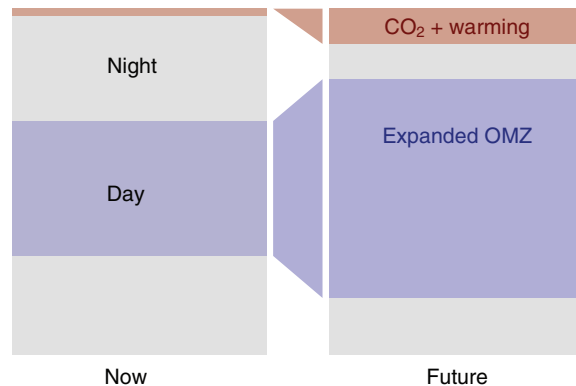 CO₂ + warming
Night
Expanded OMZ
Day
Now
Future